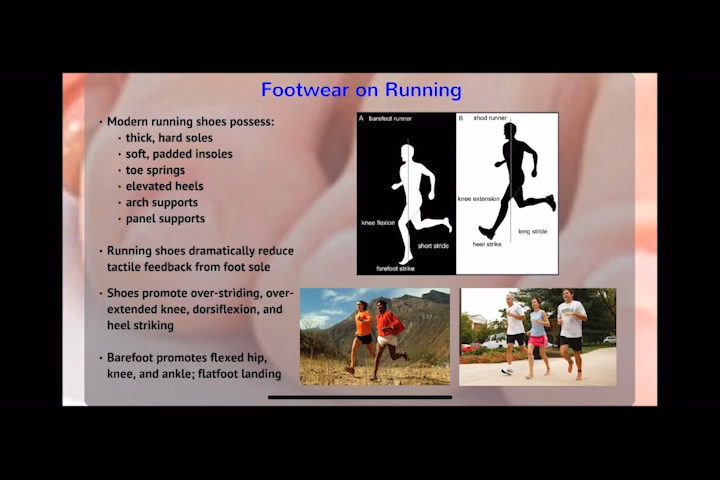 Footwear on Running
· Modern running shoes possess:
· thick, hard soles
· soft, padded insoles
· toe springs
· elevated heels
· arch supports
· panel supports
· Running shoes dramatically reduce
tactile feedback from foot sole
· Shoes promote over-striding, over-
extended knee, dorsiflexion, and
heel striking
· Barefoot promotes flexed hip,
knee, and ankle; flatfoot landing
A barefoot runner
knee flexion
short stride
forefoot strike
B shod runner
knee extension
long stride
heel strike